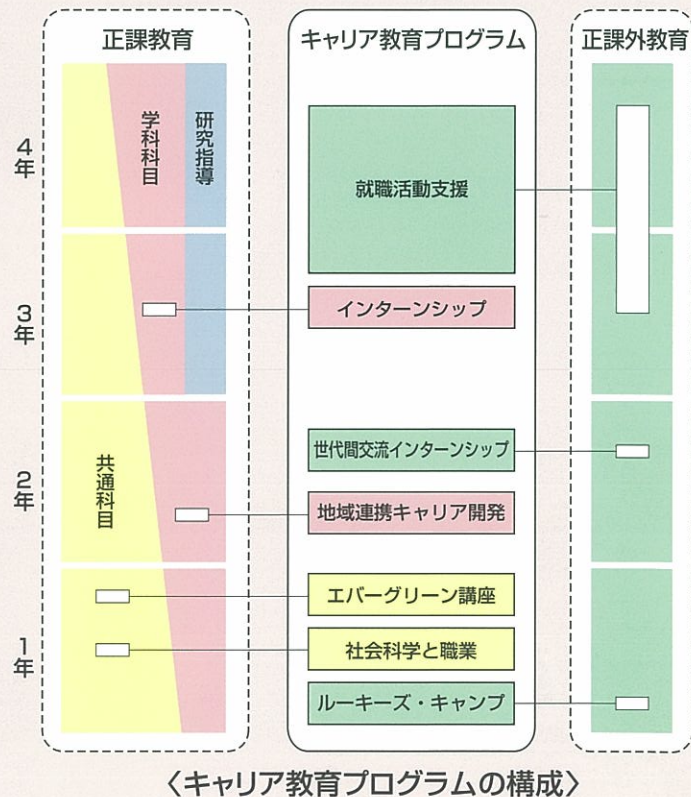 正課教育
キャリア教育プログラム
正課外教育
4年
学科科目
研究指導
就職活動支援
3年
インターンシップ
2年
共通科目
世代間交流インターンシップ
地域連携キャリア開発
1年
エバーグリーン講座
社会科学と職業
ルーキーズ・キャンプ
〈キャリア教育プログラムの構成〉